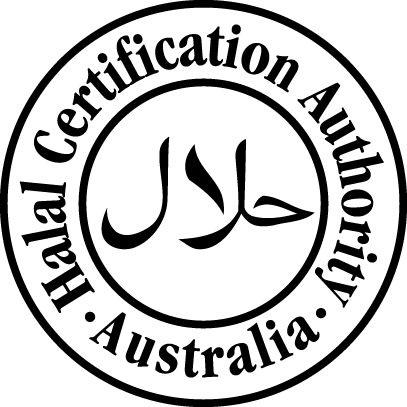 Halal Certification Authority
حلال
· Australia ·